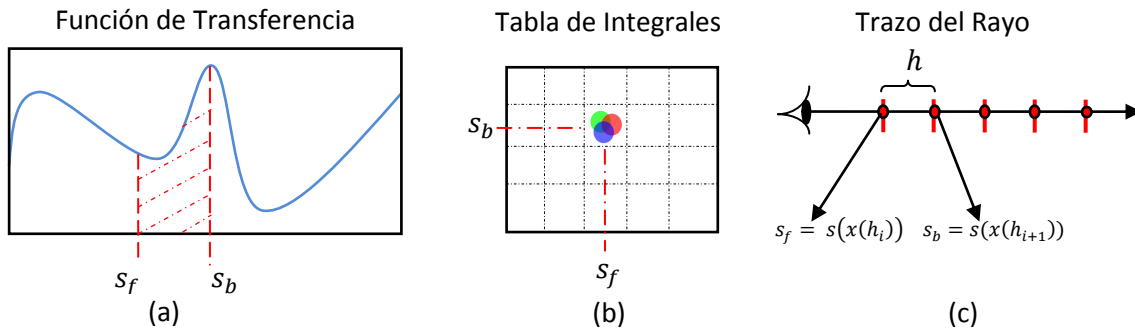 Función de Transferencia
s_f
s_b
(a)
Tabla de Integrales
s_b
s_f
(b)
Trazo del Rayo
h
s_f = s(x(h_i))
s_b = s(x(h_{i+1}))
(c)